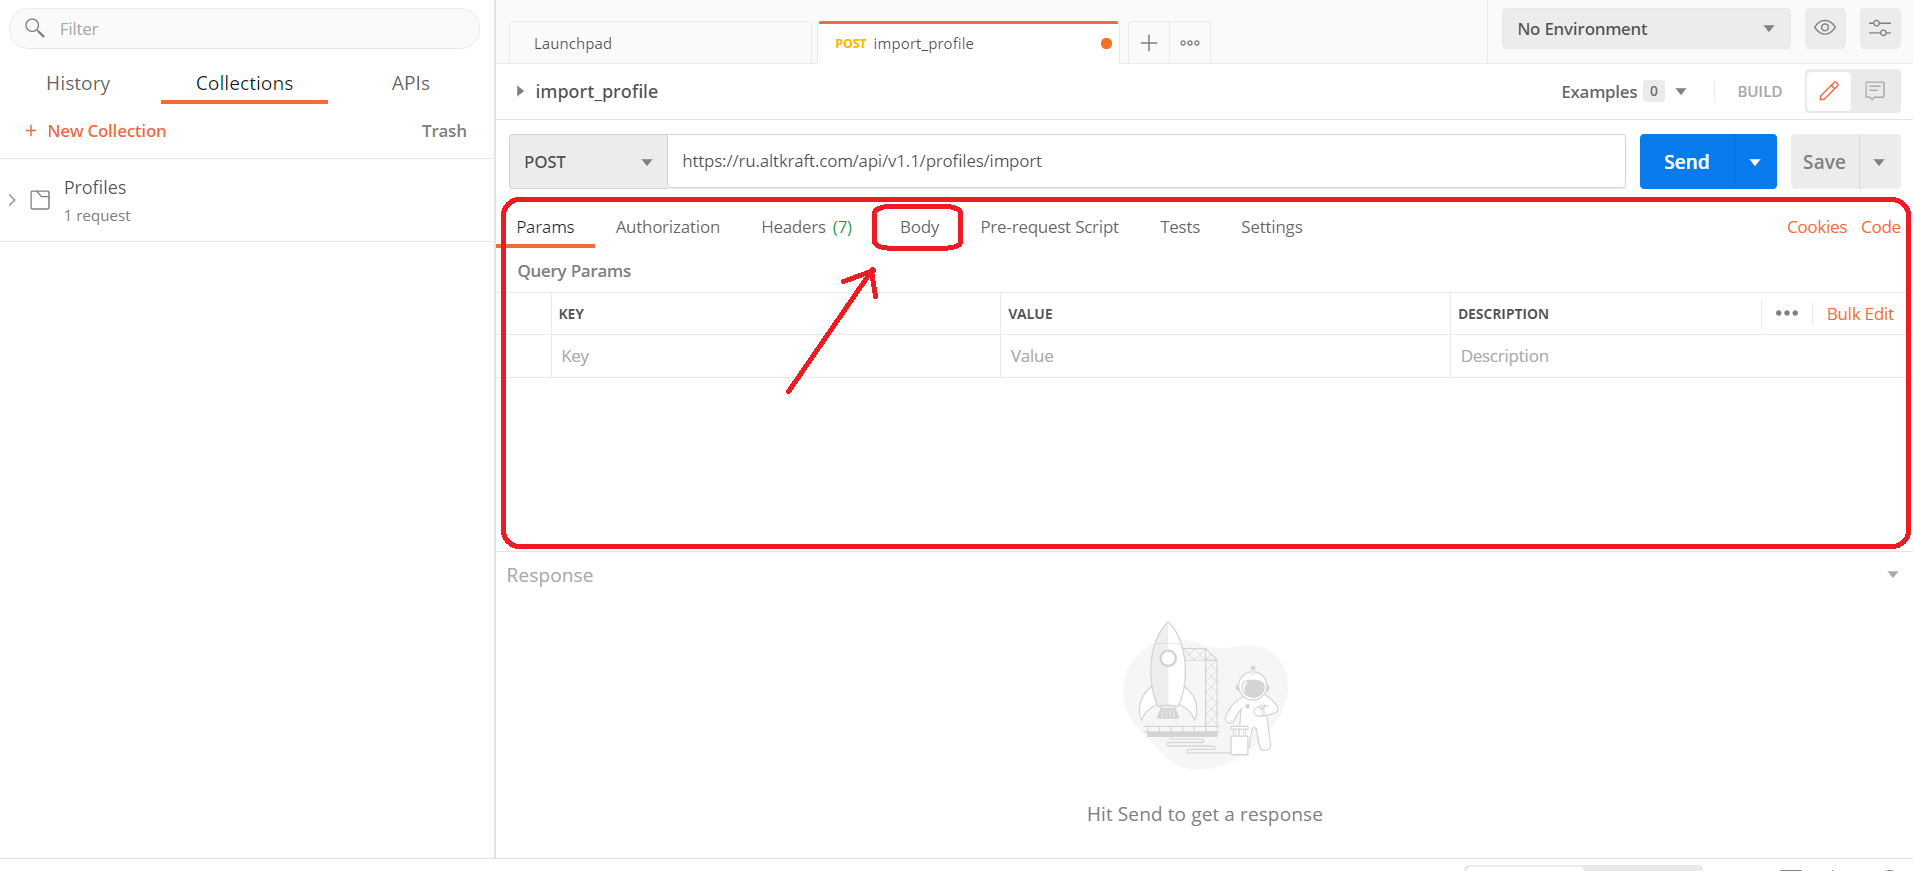 Filter
History Collections APIs
+ New Collection Trash
Profiles
1 request
Launchpad
POST import_profile
No Environment
import_profile
Examples 0
BUILD
POST
https://ru.altkraft.com/api/v1.1/profiles/import
Send
Save
Params Authorization Headers (7) Body Pre-request Script Tests Settings Cookies Code
Query Params
KEY VALUE DESCRIPTION ••• Bulk Edit
Key Value Description
Response
Hit Send to get a response